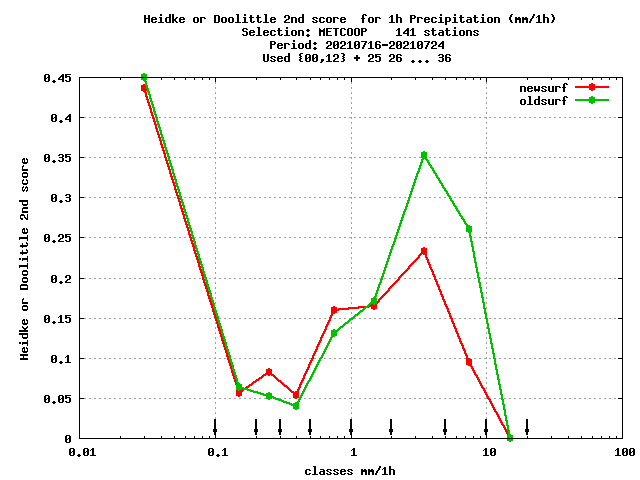 Heidke or Doolittle 2nd score  for 1h Precipitation (mm/1h)
Selection: METCOOP    141 stations
Period: 20210716-20210724
Used {00,12} + 25 26 ... 36
newsurf
oldsurf
0.45
0.4
0.35
0.3
0.25
0.2
0.15
0.1
0.05
0
Heidke or Doolittle 2nd score
0.01 0.1 1 10 100
classes mm/1h